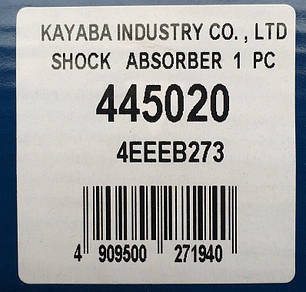 KAYABA INDUSTRY CO. , LTD
SHOCK ABSORBER 1 PC
445020
4EEEB273
4 909500 271940